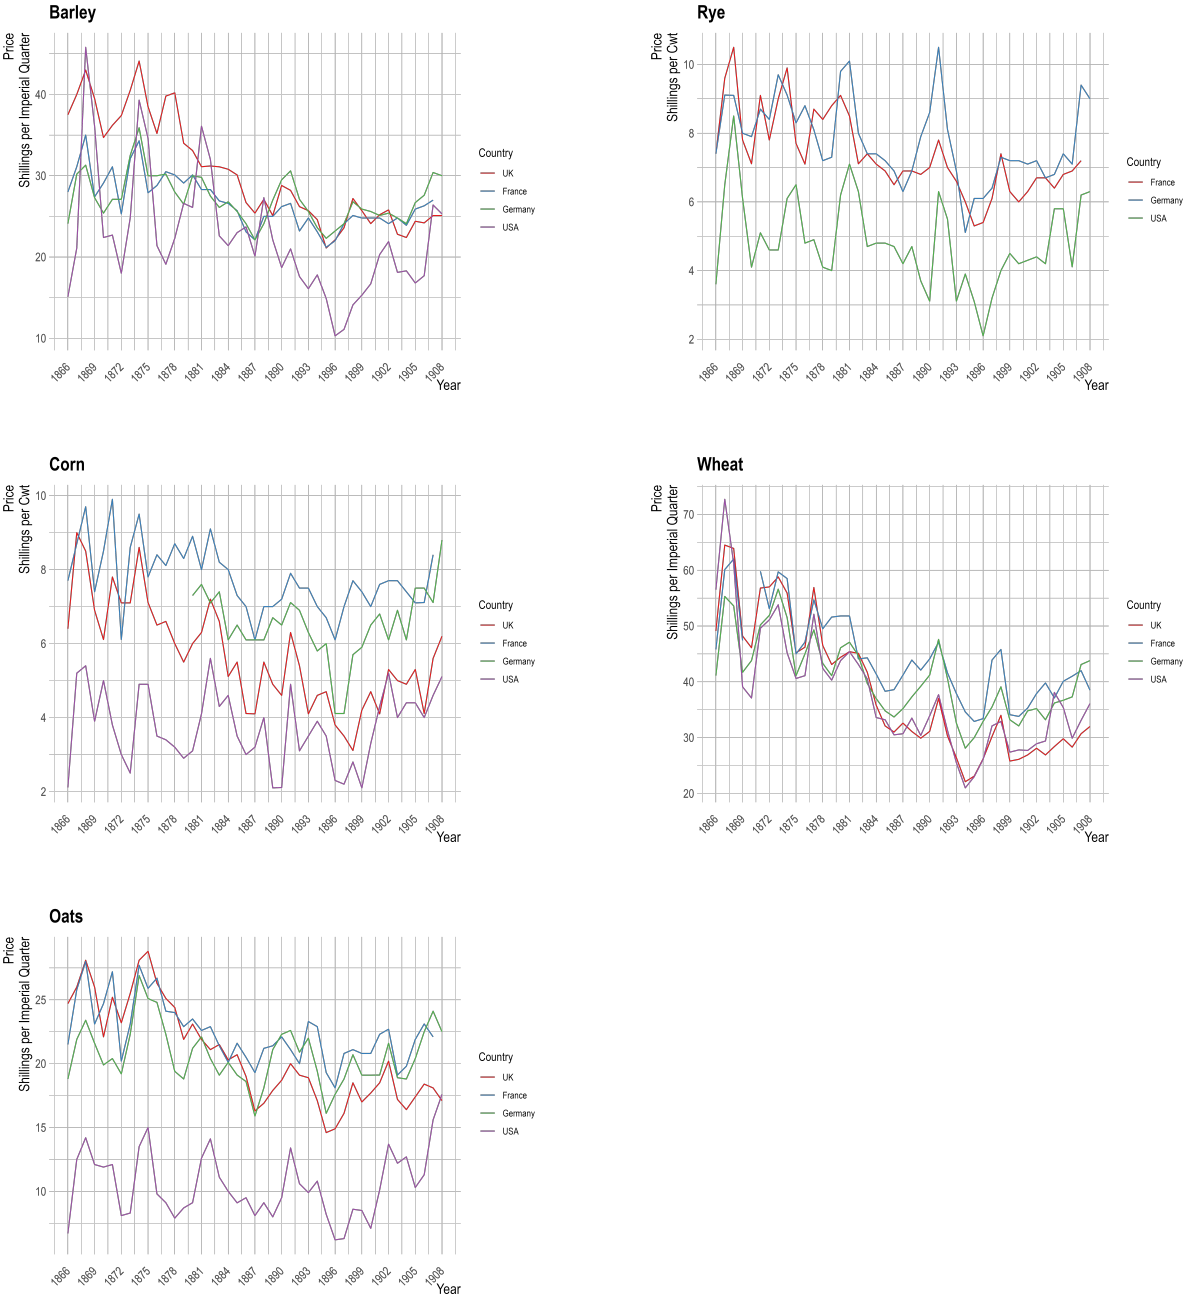 Barley
Price
Shillings per Imperial Quarter
40
30
20
10
1866 1869 1872 1875 1878 1881 1884 1887 1890 1893 1896 1899 1902 1905 1908
Year
Country
UK
France
Germany
USA
Rye
Price
Shillings per Cwt
10
8
6
4
2
1866 1869 1872 1875 1878 1881 1884 1887 1890 1893 1896 1899 1902 1905 1908
Year
Country
France
Germany
USA
Corn
Price
Shillings per Cwt
10
8
6
4
2
1866 1869 1872 1875 1878 1881 1884 1887 1890 1893 1896 1899 1902 1905 1908
Year
Country
UK
France
Germany
USA
Wheat
Price
Shillings per Imperial Quarter
70
60
50
40
30
20
1866 1869 1872 1875 1878 1881 1884 1887 1890 1893 1896 1899 1902 1905 1908
Year
Country
UK
France
Germany
USA
Oats
Price
Shillings per Imperial Quarter
25
20
15
10
1866 1869 1872 1875 1878 1881 1884 1887 1890 1893 1896 1899 1902 1905 1908
Year
Country
UK
France
Germany
USA